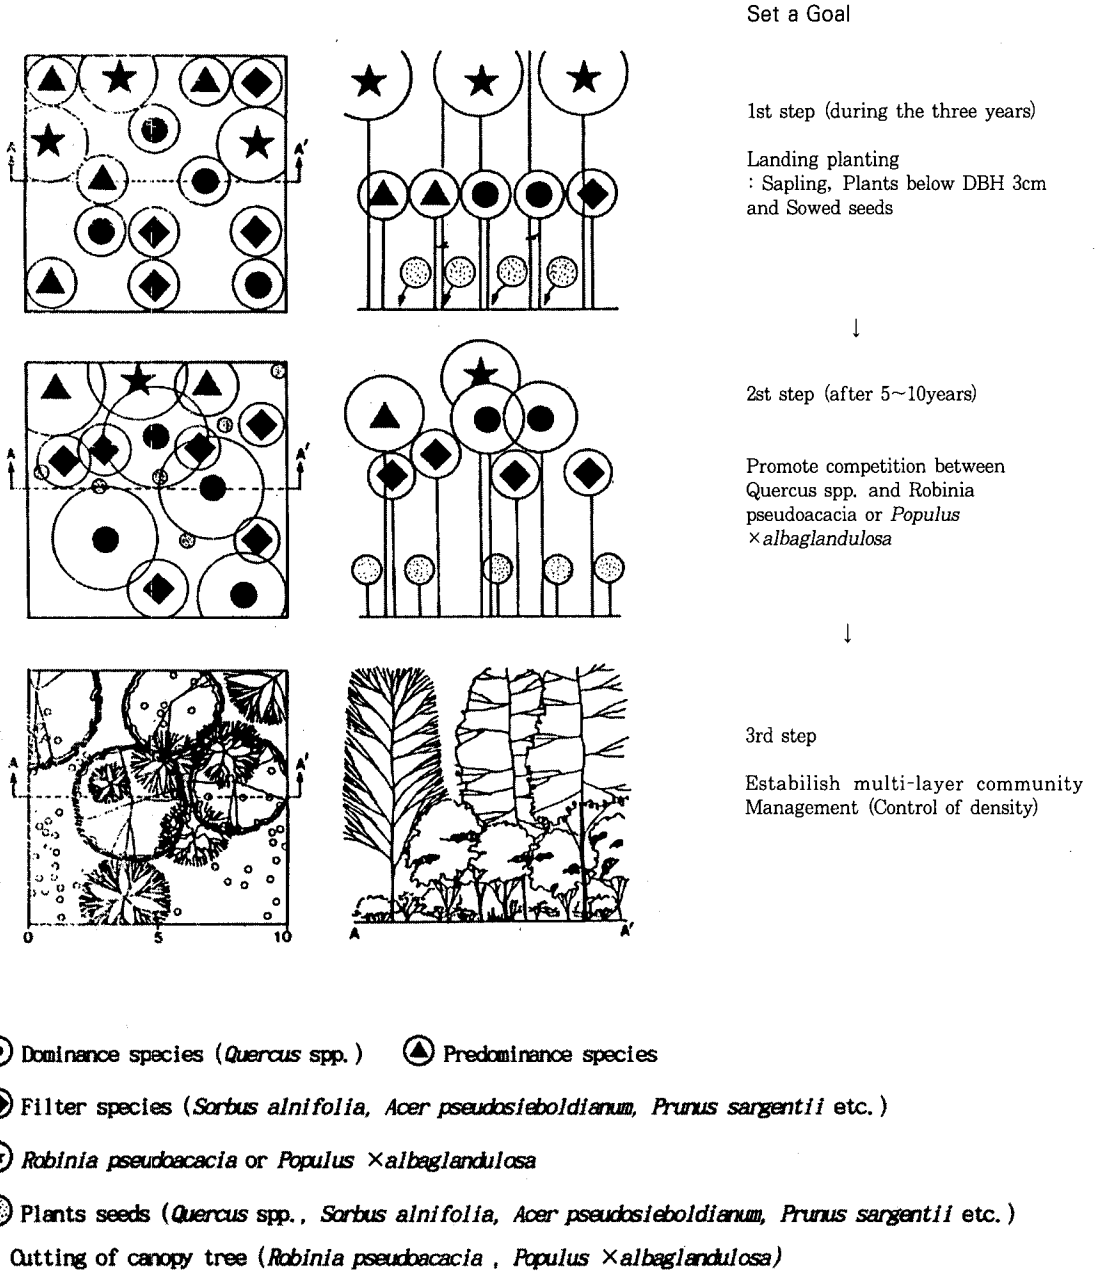 Set a Goal
1st step (during the three years)
Landing planting
: Sapling, Plants below DBH 3cm
and Sowed seeds
A
A'
↓
2st step (after 5~10years)
Promote competition between
Quercus spp. and Robinia
pseudoacacia or Populus
×albaglandulosa
A
A'
↓
3rd step
Estabilish multi-layer community
Management (Control of density)
A
A'
0 5 10
A A'
Dominance species (Quercus spp.) Predominance species
Filter species (Sorbus alnifolia, Acer pseudosieboldianum, Prunus sargentii etc.)
Robinia pseudoacacia or Populus ×albaglandulosa
Plants seeds (Quercus spp., Sorbus alnifolia, Acer pseudosieboldianum, Prunus sargentii etc.)
Cutting of canopy tree (Robinia pseudoacacia , Populus ×albaglandulosa)